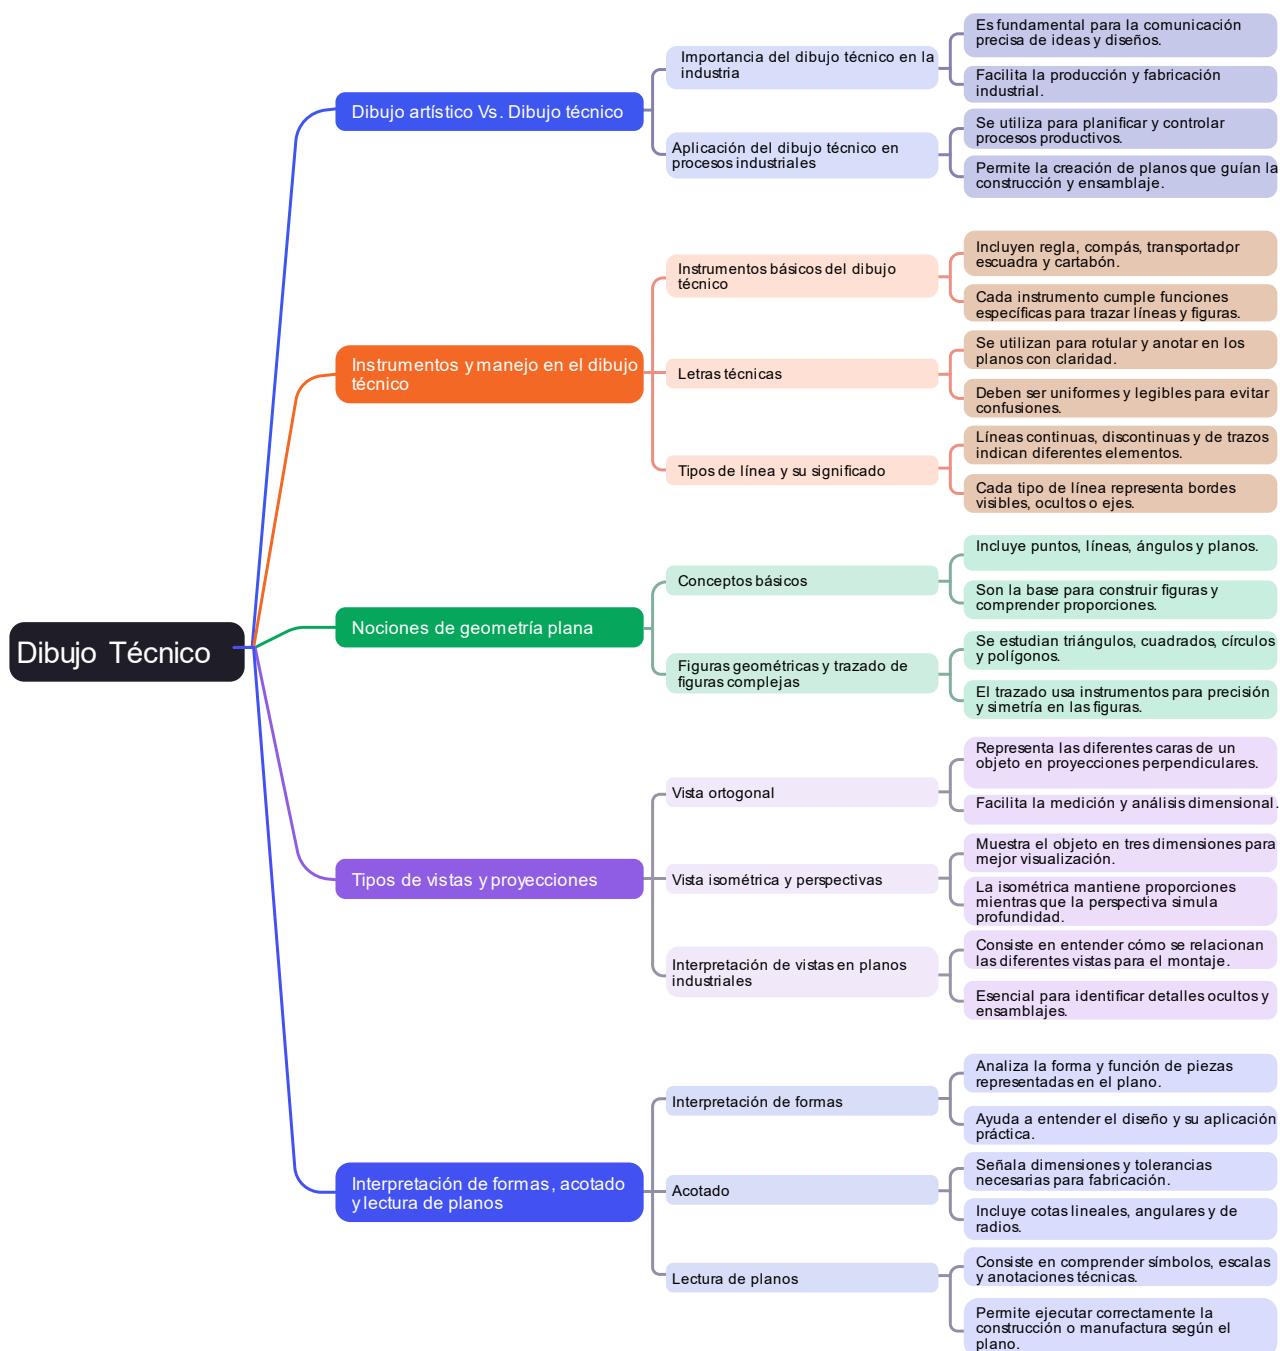 Dibujo Técnico
Dibujo artístico Vs. Dibujo técnico
Importancia del dibujo técnico en la
industria
Es fundamental para la comunicación
precisa de ideas y diseños.
Facilita la producción y fabricación
industrial.
Aplicación del dibujo técnico en
procesos industriales
Se utiliza para planificar y controlar
procesos productivos.
Permite la creación de planos que guían la
construcción y ensamblaje.
Instrumentos y manejo en el dibujo
técnico
Instrumentos básicos del dibujo
técnico
Incluyen regla, compás, transportador,
escuadra y cartabón.
Cada instrumento cumple funciones
específicas para trazar líneas y figuras.
Letras técnicas
Se utilizan para rotular y anotar en los
planos con claridad.
Deben ser uniformes y legibles para evitar
confusiones.
Tipos de línea y su significado
Líneas continuas, discontinuas y de trazos
indican diferentes elementos.
Cada tipo de línea representa bordes
visibles, ocultos o ejes.
Nociones de geometría plana
Conceptos básicos
Incluye puntos, líneas, ángulos y planos.
Son la base para construir figuras y
comprender proporciones.
Figuras geométricas y trazado de
figuras complejas
Se estudian triángulos, cuadrados, círculos
y polígonos.
El trazado usa instrumentos para precisión
y simetría en las figuras.
Tipos de vistas y proyecciones
Vista ortogonal
Representa las diferentes caras de un
objeto en proyecciones perpendiculares.
Facilita la medición y análisis dimensional.
Vista isométrica y perspectivas
Muestra el objeto en tres dimensiones para
mejor visualización.
La isométrica mantiene proporciones
mientras que la perspectiva simula
profundidad.
Interpretación de vistas en planos
industriales
Consiste en entender cómo se relacionan
las diferentes vistas para el montaje.
Esencial para identificar detalles ocultos y
ensamblajes.
Interpretación de formas, acotado
y lectura de planos
Interpretación de formas
Analiza la forma y función de piezas
representadas en el plano.
Ayuda a entender el diseño y su aplicación
práctica.
Acotado
Señala dimensiones y tolerancias
necesarias para fabricación.
Incluye cotas lineales, angulares y de
radios.
Lectura de planos
Consiste en comprender símbolos, escalas
y anotaciones técnicas.
Permite ejecutar correctamente la
construcción o manufactura según el
plano.